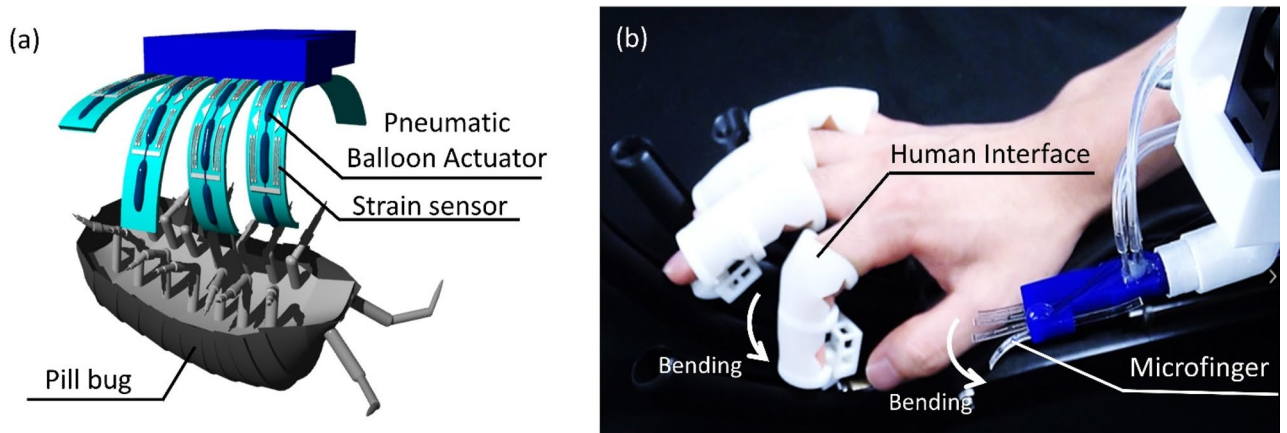 (a)
Pneumatic
Balloon Actuator
Strain sensor
Pill bug
(b)
Human Interface
Bending
Bending
Microfinger